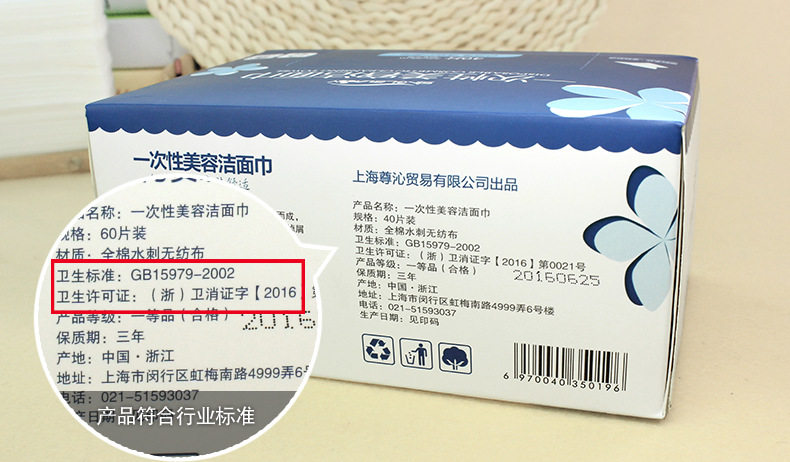 一次性美容洁面巾
上海尊沁贸易有限公司出品
产品名称：一次性美容洁面巾
规格：40片装
材质：全棉水刺无纺布
卫生标准：GB15979-2002
卫生许可证：（浙）卫消证字【2016】第0021号
产品等级：一等品（合格）
20160625
保质期：三年
产地：中国·浙江
地址：上海市闵行区虹梅南路4999弄6号楼
电话：021-51593037
生产日期：见印码
6 970040 350196
品名称：一次性美容洁面巾
规格：60片装
材质：全棉水刺无纺布
卫生标准：GB15979-2002
卫生许可证：（浙）卫消证字【2016
产品等级：一等品（合格）
2016
保质期：三年
产地：中国·浙江
地址：上海市闵行区虹梅南路4999弄6
电话：021-51593037
产品符合行业标准